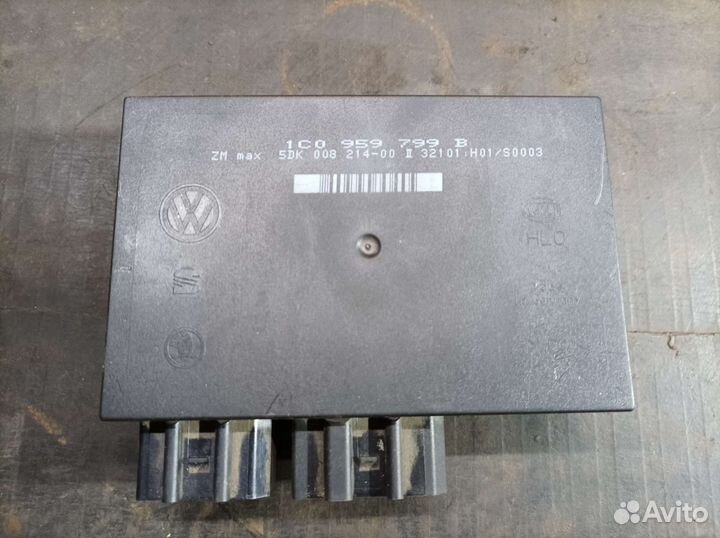 1C0 959 799 B
ZM max 5DK 008 214-00 II 32101:H01/S0003
HLO
Avito